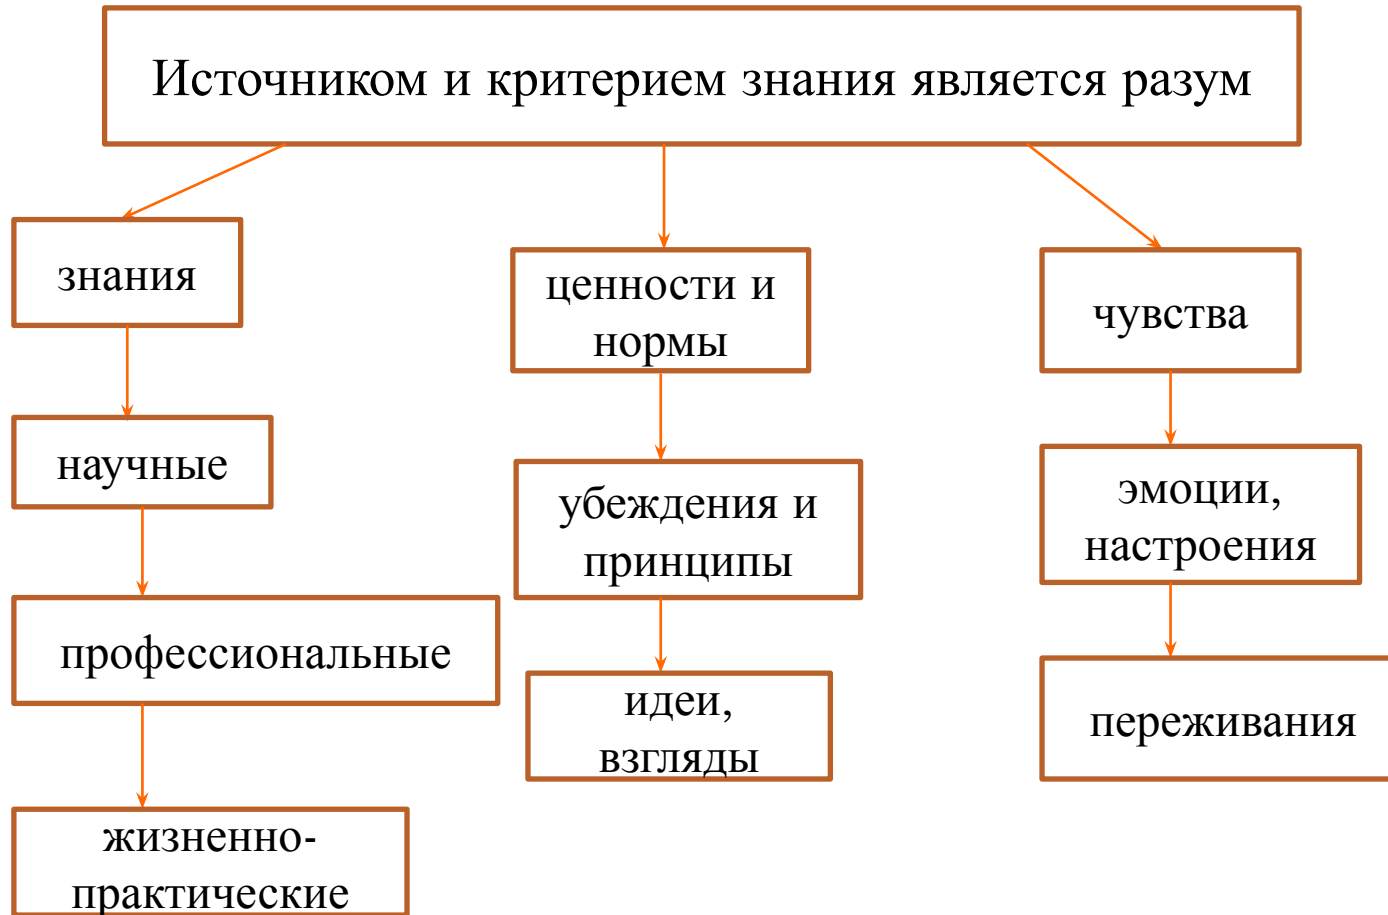 Источником и критерием знания является разум
знания
ценности и
нормы
чувства
научные
убеждения и
принципы
эмоции,
настроения
профессиональные
идеи,
взгляды
переживания
жизненно-
практические